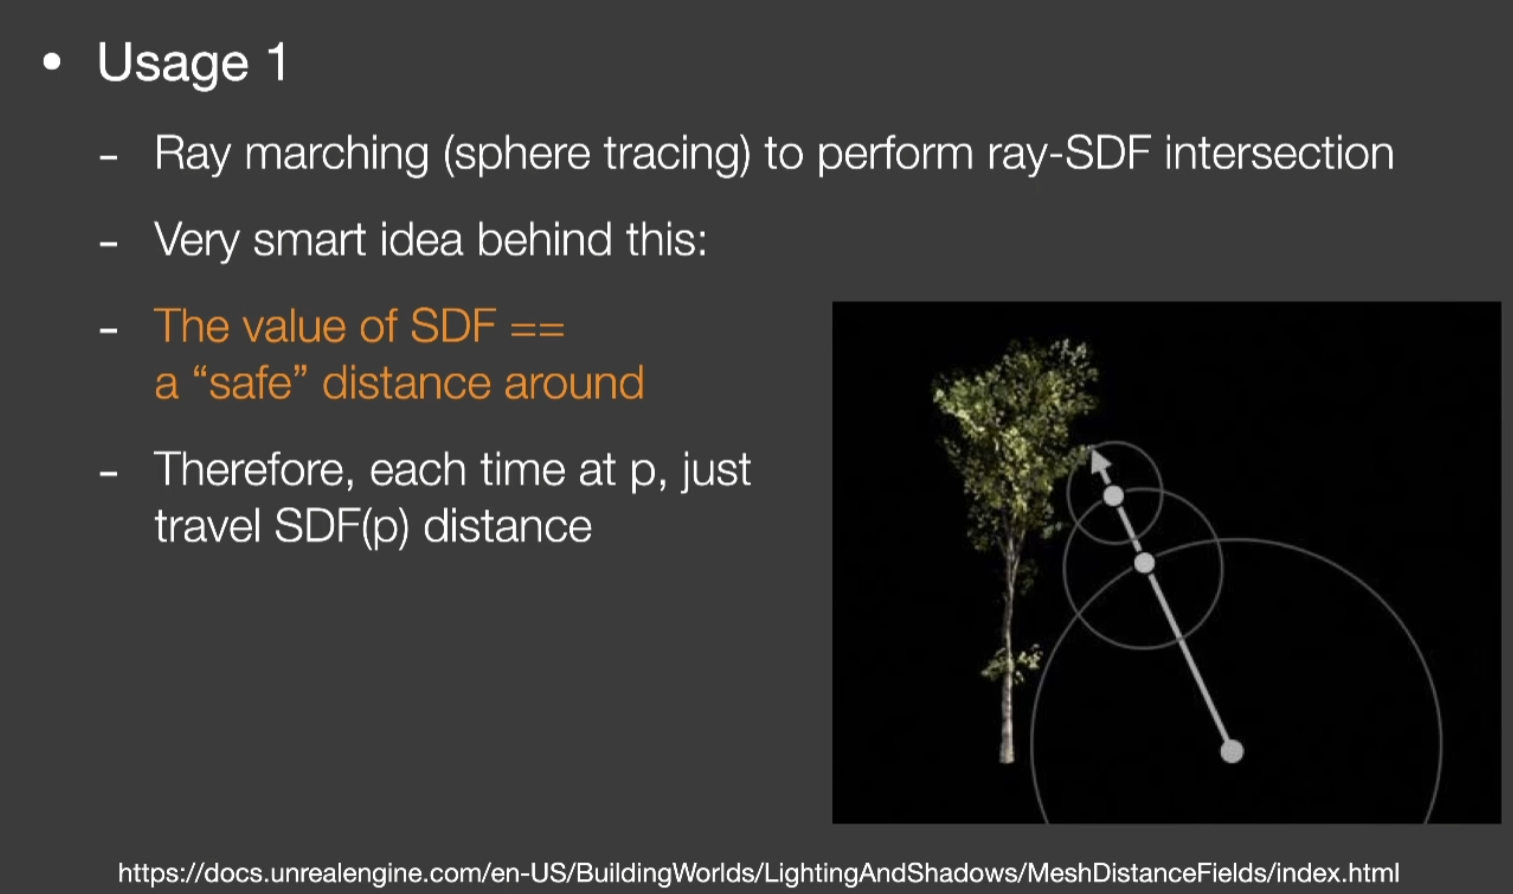 • Usage 1
- Ray marching (sphere tracing) to perform ray-SDF intersection
- Very smart idea behind this:
- The value of SDF ==
a “safe” distance around
- Therefore, each time at p, just
travel SDF(p) distance
https://docs.unrealengine.com/en-US/BuildingWorlds/LightingAndShadows/MeshDistanceFields/index.html